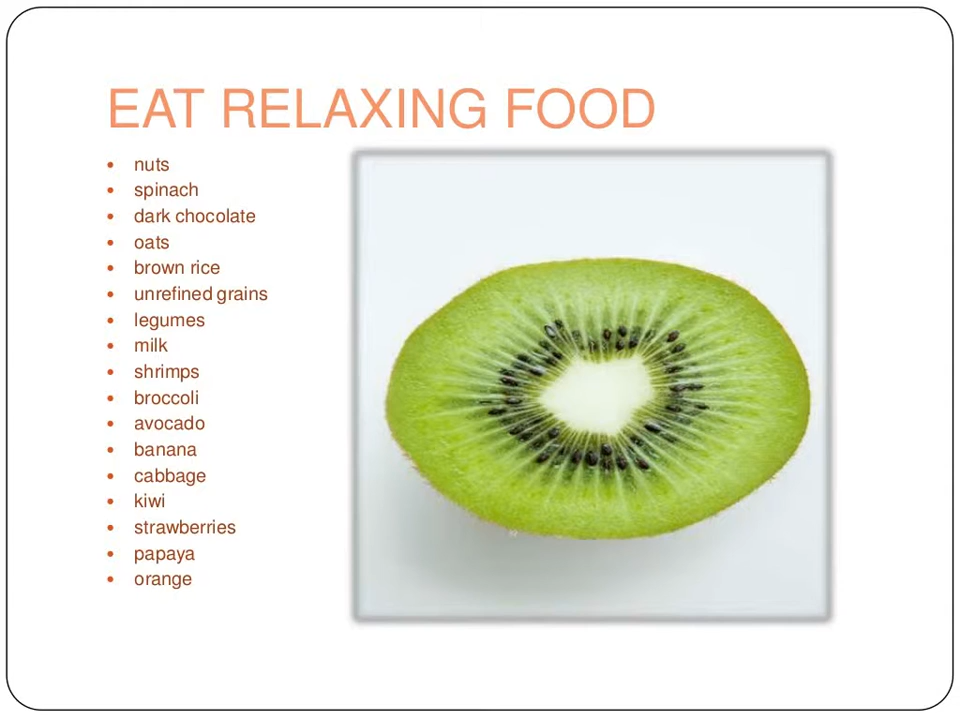 EAT RELAXING FOOD
• nuts
• spinach
• dark chocolate
• oats
• brown rice
• unrefined grains
• legumes
• milk
• shrimps
• broccoli
• avocado
• banana
• cabbage
• kiwi
• strawberries
• papaya
• orange